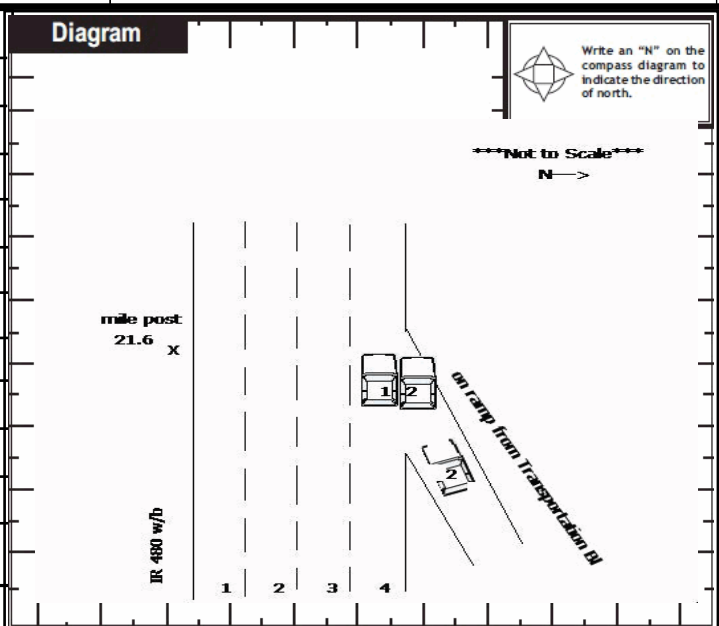 Diagram
Write an “N” on the
compass diagram to
indicate the direction
of north.
***Not to Scale***
N—>
mile post
21.6
X
1 2
on ramp from Transportation Bl
2
IR 480 w/b
1 2 3 4